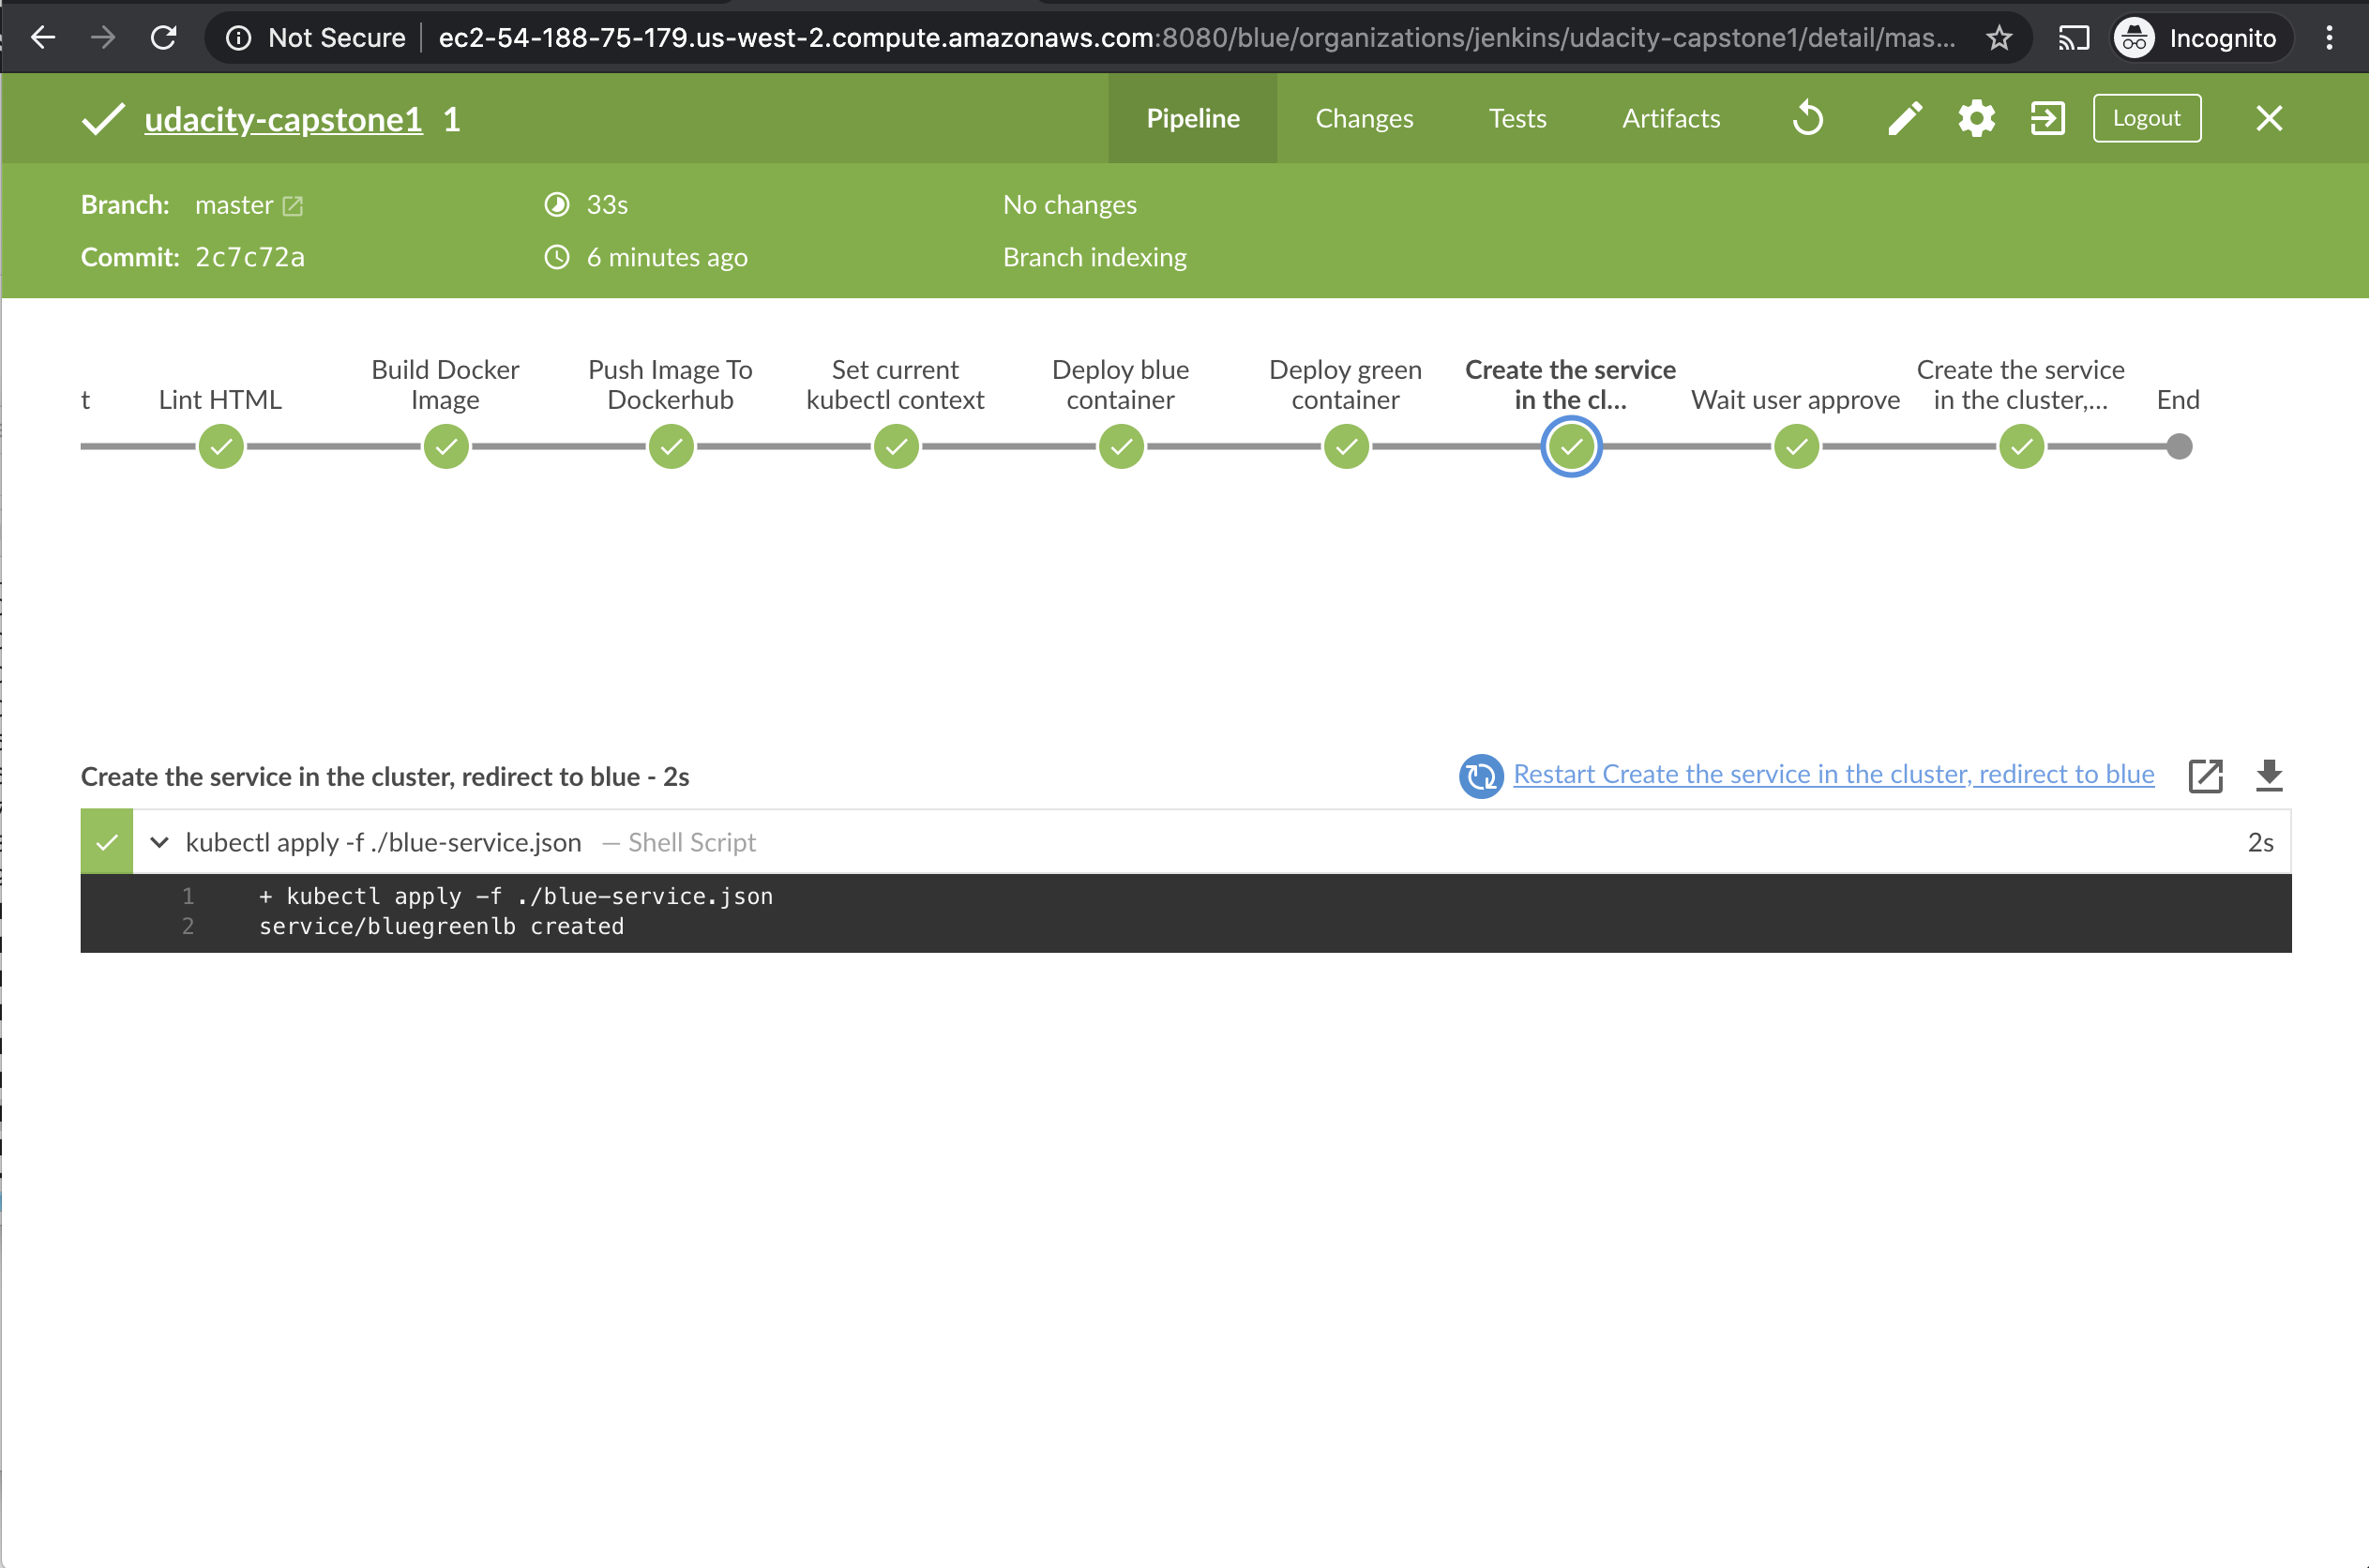 Not Secure ec2-54-188-75-179.us-west-2.compute.amazonaws.com:8080/blue/organizations/jenkins/udacity-capstone1/detail/mas... Incognito
udacity-capstone1 1 Pipeline Changes Tests Artifacts Logout
Branch: master 33s No changes
Commit: 2c7c72a 6 minutes ago Branch indexing
t
Lint HTML
Build Docker
Image
Push Image To
Dockerhub
Set current
kubectl context
Deploy blue
container
Deploy green
container
Create the service
in the cl...
Wait user approve
Create the service
in the cluster,...
End
Create the service in the cluster, redirect to blue - 2s Restart Create the service in the cluster, redirect to blue
kubectl apply -f ./blue-service.json — Shell Script 2s
1 + kubectl apply -f ./blue-service.json
2 service/bluegreenlb created